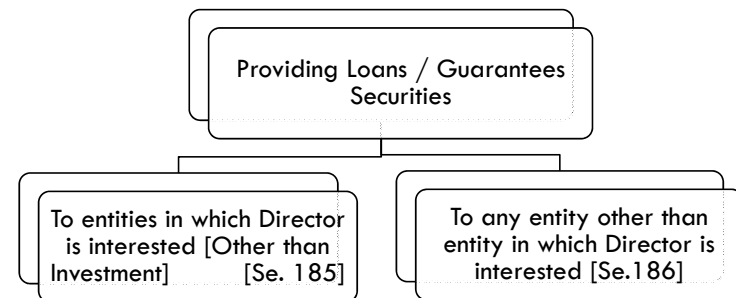 Providing Loans / Guarantees
Securities
To entities in which Director
is interested [Other than
Investment] [Se. 185]
To any entity other than
entity in which Director is
interested [Se.186]